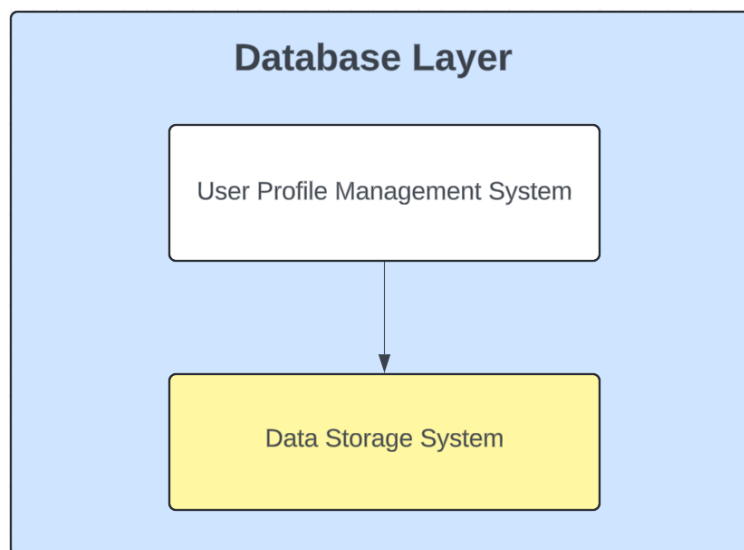 Database Layer
User Profile Management System
Data Storage System